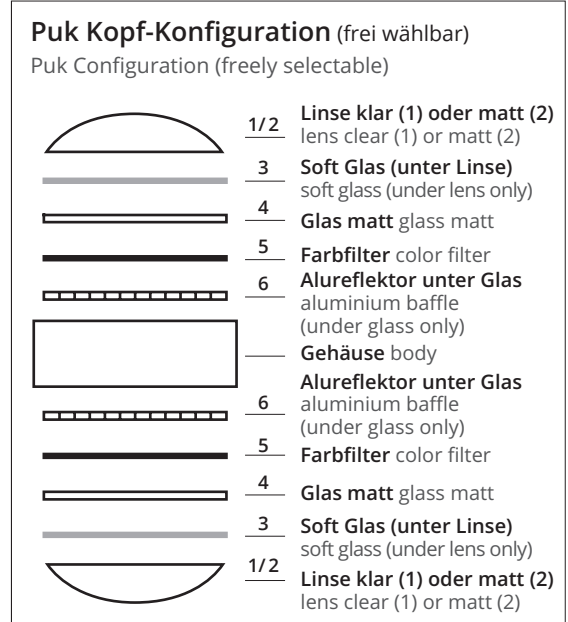 Puk Kopf-Konfiguration (frei wählbar)
Puk Configuration (freely selectable)
1/2 Linse klar (1) oder matt (2)
lens clear (1) or matt (2)
3 Soft Glas (unter Linse)
soft glass (under lens only)
4 Glas matt glass matt
5 Farbfilter color filter
6 Alureflektor unter Glas
aluminium baffle
(under glass only)
Gehäuse body
Alureflektor unter Glas
6 aluminium baffle
(under glass only)
5 Farbfilter color filter
4 Glas matt glass matt
3 Soft Glas (unter Linse)
soft glass (under lens only)
1/2 Linse klar (1) oder matt (2)
lens clear (1) or matt (2)